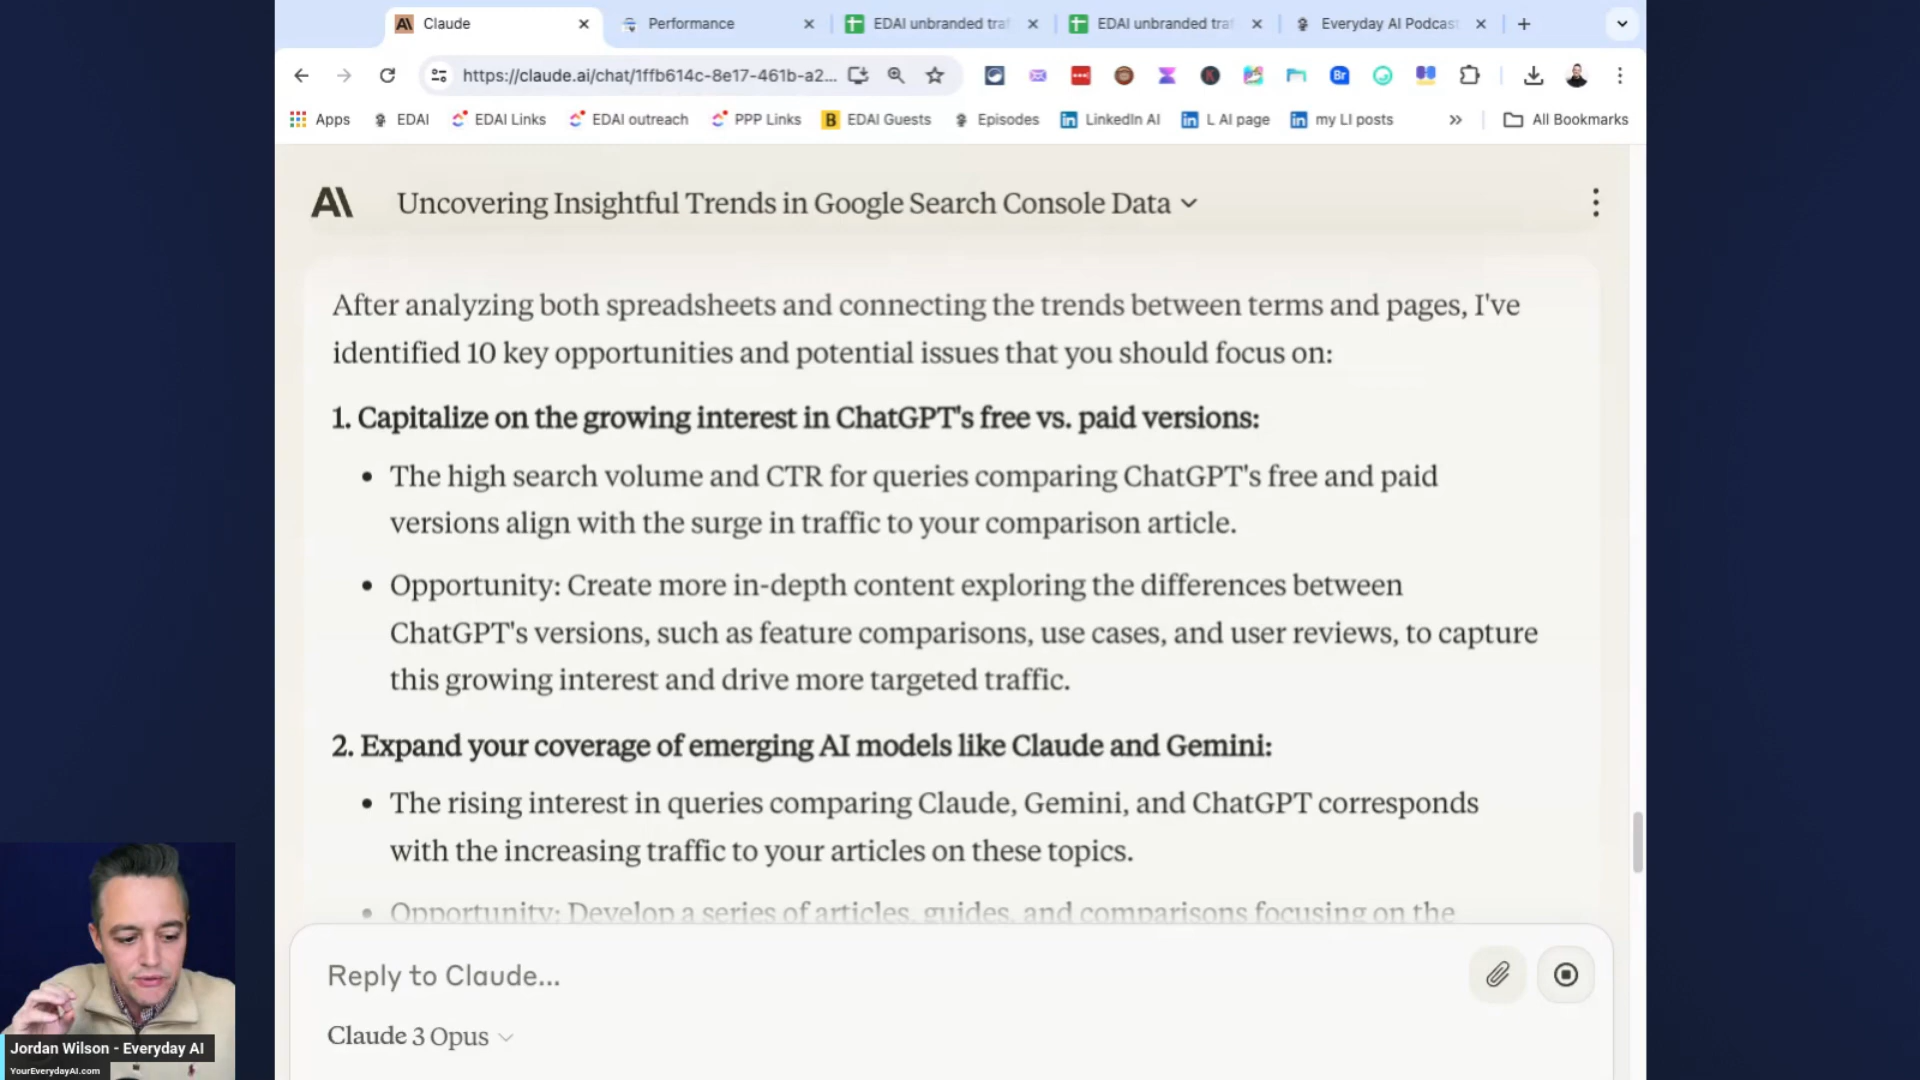 Claude
Performance
EDAI unbranded tra
EDAI unbranded tra
Everyday AI Podcas
https://claude.ai/chat/1ffb614c-8e17-461b-a2...
Br
Apps
EDAI
EDAI Links
EDAI outreach
PPP Links
B
EDAI Guests
Episodes
LinkedIn AI
L AI page
my LI posts
All Bookmarks
Uncovering Insightful Trends in Google Search Console Data
After analyzing both spreadsheets and connecting the trends between terms and pages, I've
identified 10 key opportunities and potential issues that you should focus on:
1. Capitalize on the growing interest in ChatGPT's free vs. paid versions:
• The high search volume and CTR for queries comparing ChatGPT's free and paid
versions align with the surge in traffic to your comparison article.
• Opportunity: Create more in-depth content exploring the differences between
ChatGPT's versions, such as feature comparisons, use cases, and user reviews, to capture
this growing interest and drive more targeted traffic.
2. Expand your coverage of emerging AI models like Claude and Gemini:
• The rising interest in queries comparing Claude, Gemini, and ChatGPT corresponds
with the increasing traffic to your articles on these topics.
• Opportunity: Develop a series of articles, guides, and comparisons focusing on the
Reply to Claude...
Claude 3 Opus
Jordan Wilson - Everyday AI
YourEverydayAI.com